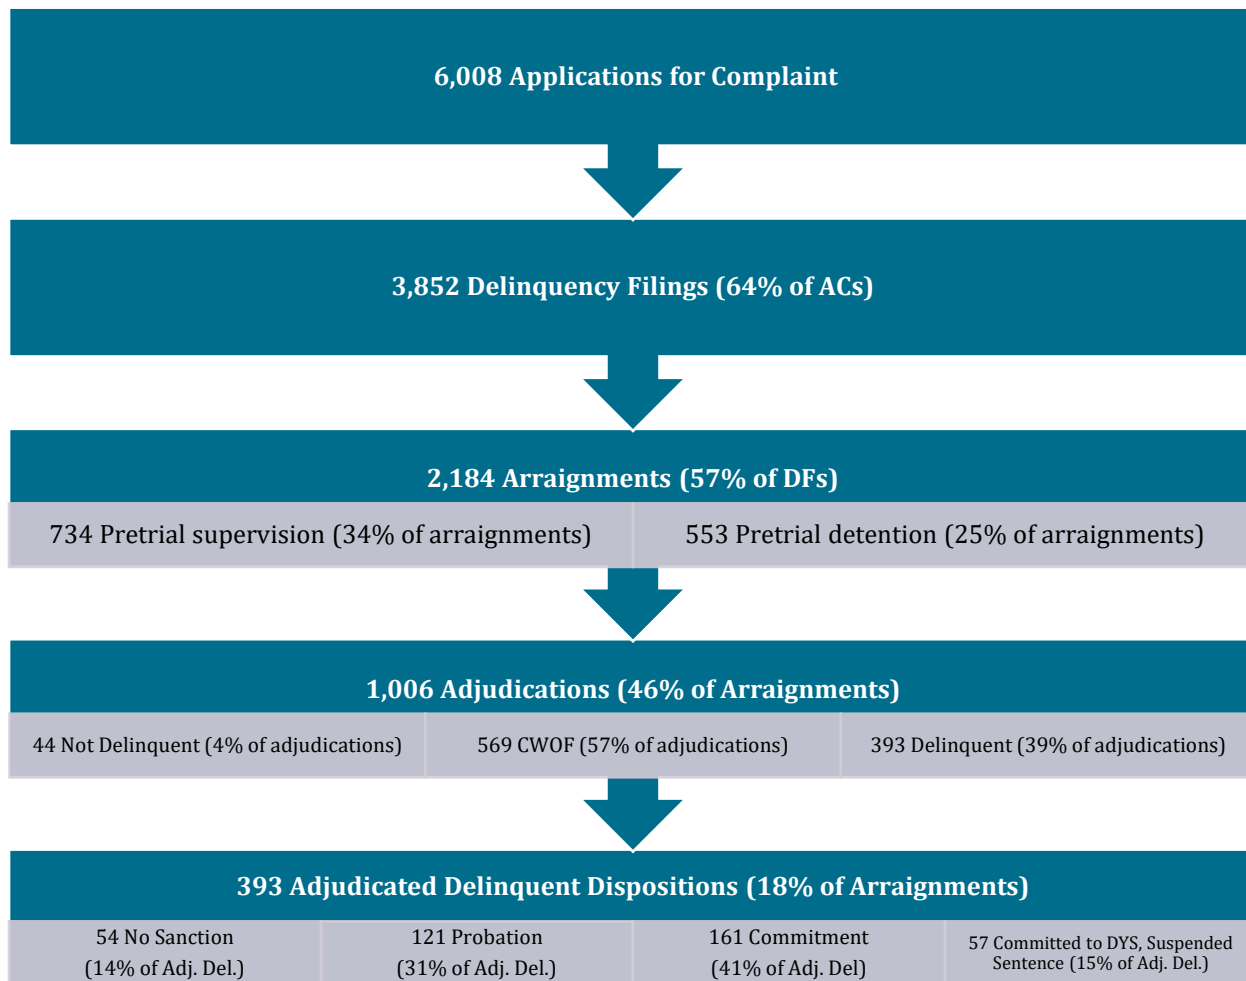 6,008 Applications for Complaint
3,852 Delinquency Filings (64% of ACs)
2,184 Arraignments (57% of DFs)
734 Pretrial supervision (34% of arraignments)
553 Pretrial detention (25% of arraignments)
1,006 Adjudications (46% of Arraignments)
44 Not Delinquent (4% of adjudications)
569 CWOF (57% of adjudications)
393 Delinquent (39% of adjudications)
393 Adjudicated Delinquent Dispositions (18% of Arraignments)
54 No Sanction
(14% of Adj. Del.)
121 Probation
(31% of Adj. Del.)
161 Commitment
(41% of Adj. Del)
57 Committed to DYS, Suspended
Sentence (15% of Adj. Del.)